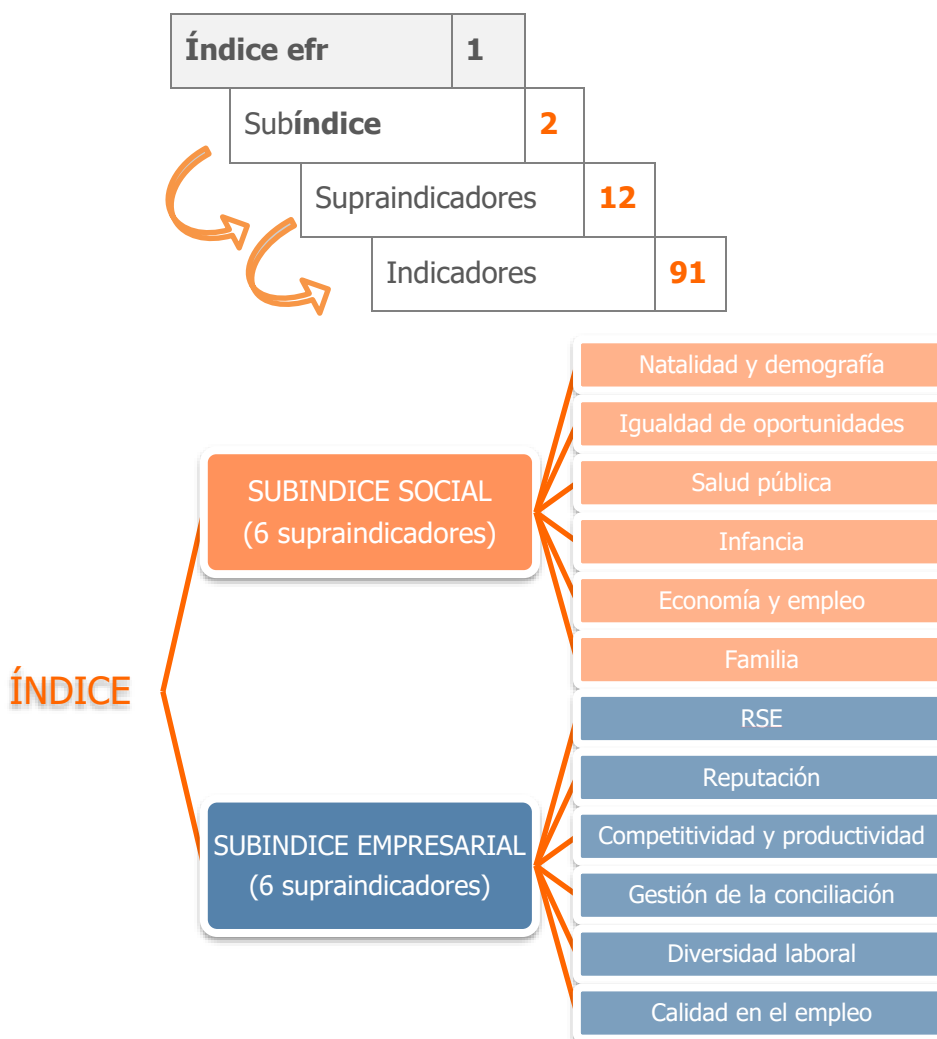 Índice efr 1
Subíndice 2
Supraindicadores 12
Indicadores 91
Natalidad y demografía
Igualdad de oportunidades
SUBINDICE SOCIAL
(6 supraindicadores)
Salud pública
Infancia
Economía y empleo
Familia
ÍNDICE
RSE
Reputación
SUBINDICE EMPRESARIAL
(6 supraindicadores)
Competitividad y productividad
Gestión de la conciliación
Diversidad laboral
Calidad en el empleo